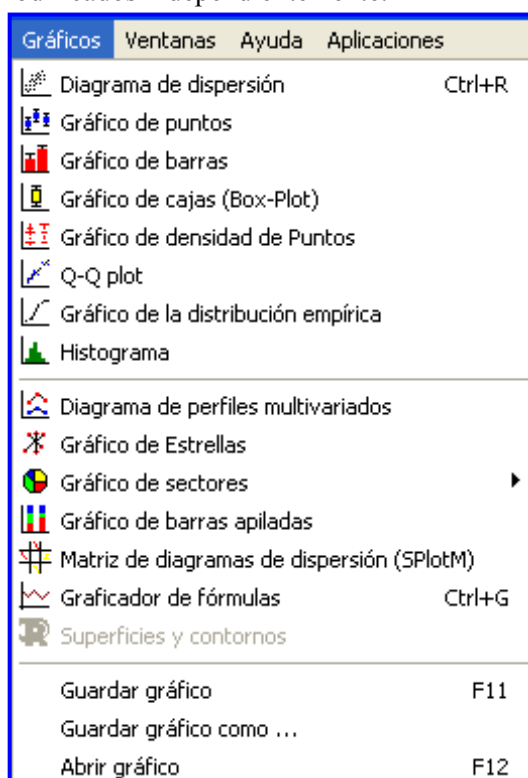 Gráficos Ventanas Ayuda Aplicaciones
Diagrama de dispersión Ctrl+R
Gráfico de puntos
Gráfico de barras
Gráfico de cajas (Box-Plot)
Gráfico de densidad de Puntos
Q-Q plot
Gráfico de la distribución empírica
Histograma
Diagrama de perfiles multivariados
Gráfico de Estrellas
Gráfico de sectores
Gráfico de barras apiladas
Matriz de diagramas de dispersión (SPlotM)
Graficador de fórmulas Ctrl+G
Superficies y contornos
Guardar gráfico F11
Guardar gráfico como ...
Abrir gráfico F12